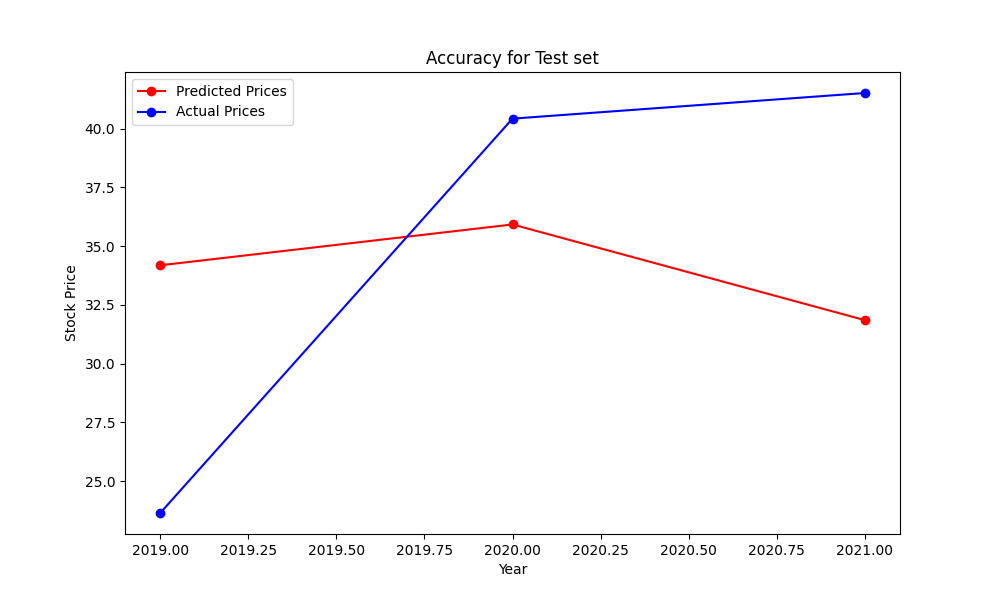 Accuracy for Test set
Predicted Prices
Actual Prices
Stock Price
40.0
37.5
35.0
32.5
30.0
27.5
25.0
2019.00 2019.25 2019.50 2019.75 2020.00 2020.25 2020.50 2020.75 2021.00
Year